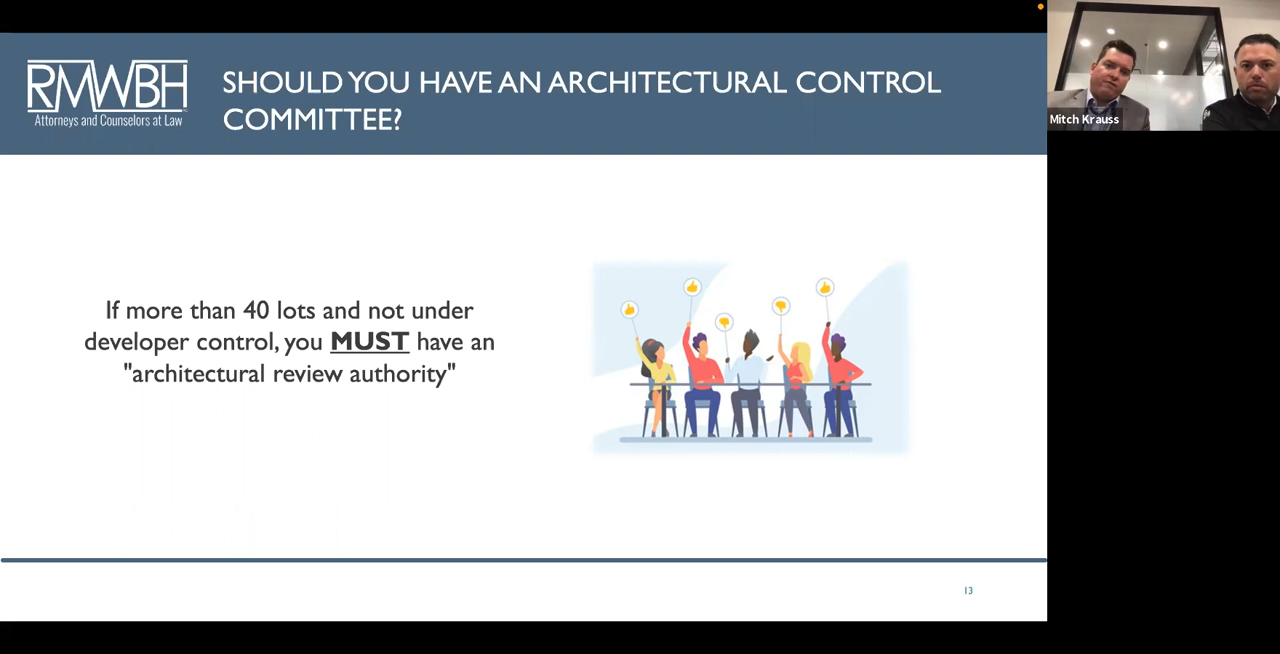 RMWBH
Attorneys and Counselors at Law
SHOULD YOU HAVE AN ARCHITECTURAL CONTROL
COMMITTEE?
Mitch Krauss
If more than 40 lots and not under
developer control, you MUST have an
"architectural review authority"
13